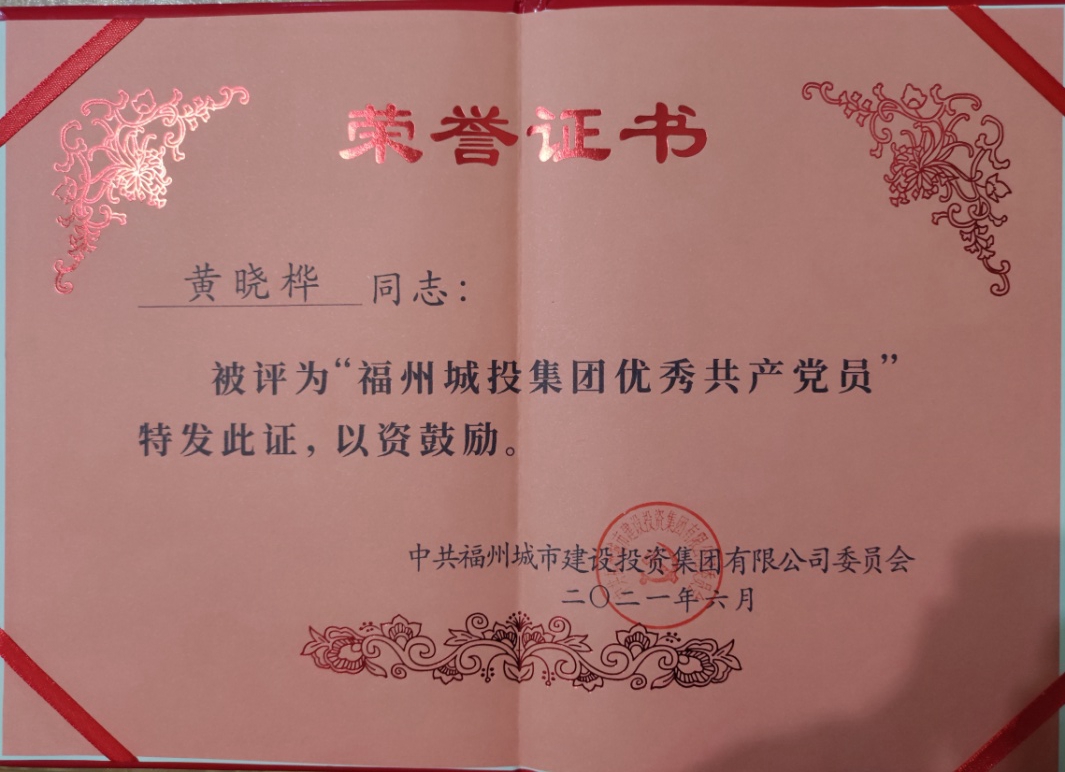 荣誉证书
黄晓桦 同志：
被评为“福州城投集团优秀共产党员”
特发此证，以资鼓励。
中共福州城市建设投资集团有限公司委员会
二〇二一年六月